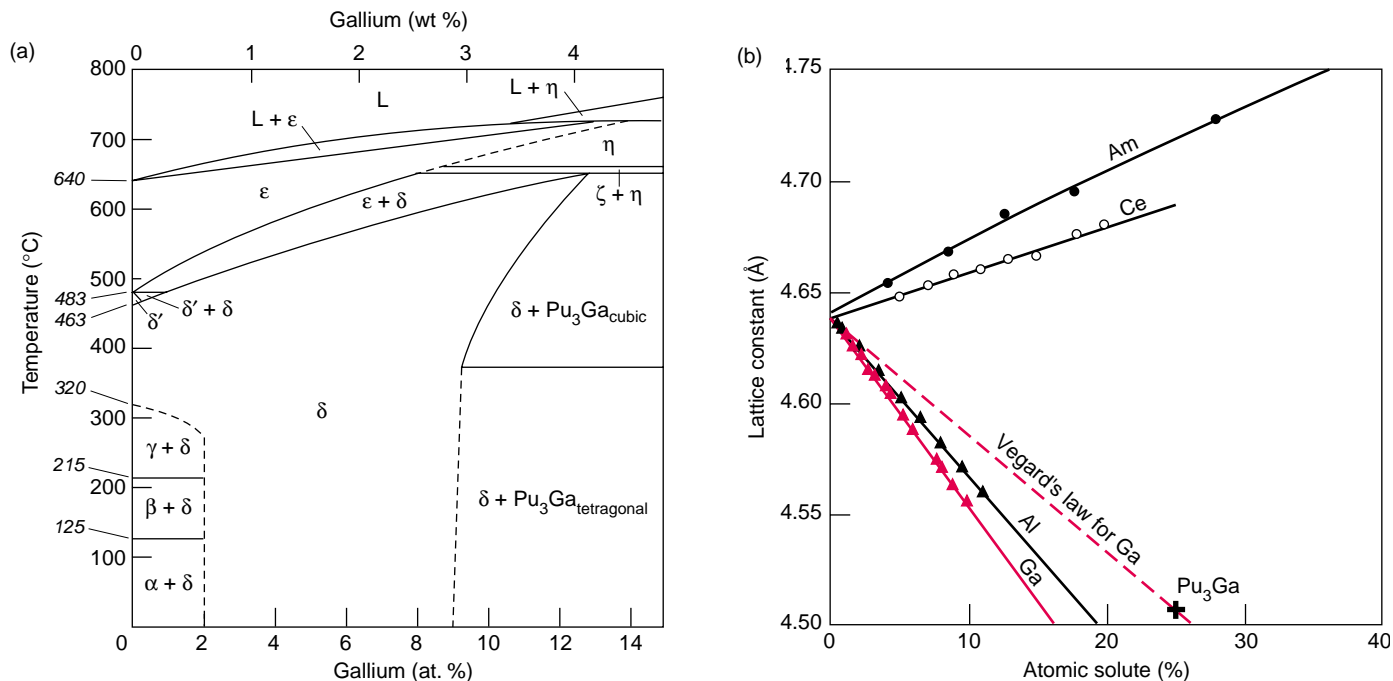 Gallium (wt %)
(a)
0 1 2 3 4
800
700
600
500
400
300
200
100
0
640
483
463
320
215
125
Temperature (°C)
L
L + η
L + ε
η
ε
ε + δ
ζ + η
δ′ + δ
δ′
δ + Pu3Gacubic
δ
γ + δ
β + δ
δ + Pu3Gatetragonal
α + δ
0 2 4 6 8 10 12 14
Gallium (at. %)
(b)
4.75
4.70
4.65
4.60
4.55
4.50
Lattice constant (Å)
Am
Ce
Vegard's law for Ga
Al
Ga
Pu3Ga
0 10 20 30 40
Atomic solute (%)